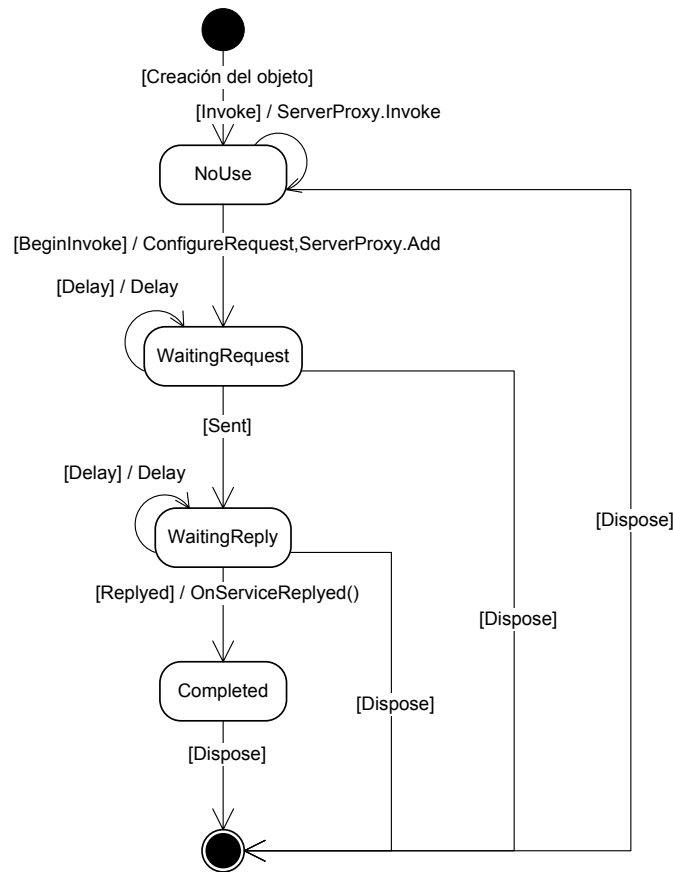 [Creación del objeto]
[Invoke] / ServerProxy.Invoke
NoUse
[BeginInvoke] / ConfigureRequest,ServerProxy.Add
[Delay] / Delay
WaitingRequest
[Sent]
[Delay] / Delay
WaitingReply
[Dispose]
[Replyed] / OnServiceReplyed()
[Dispose]
Completed
[Dispose]
[Dispose]